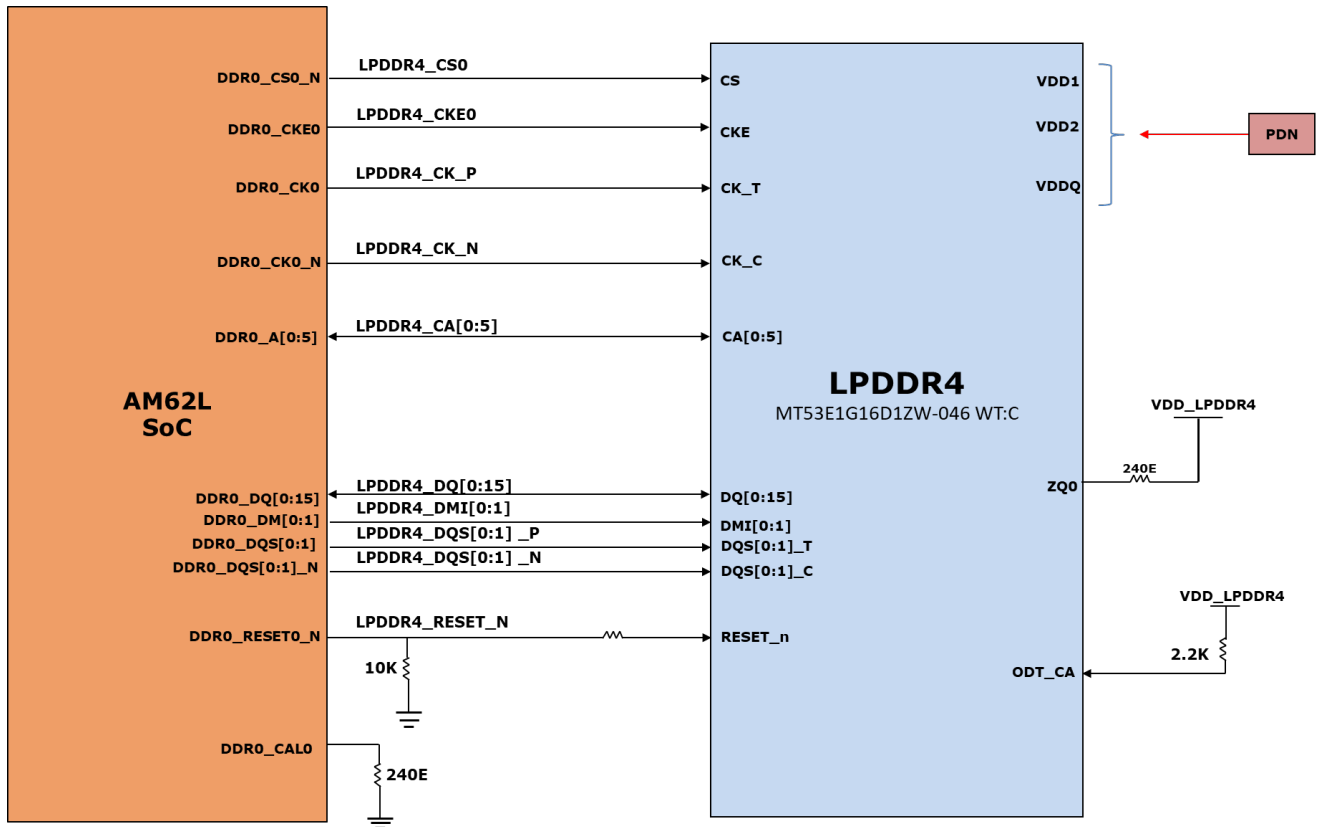 DDR0_CS0_N
LPDDR4_CS0
CS
VDD1
DDR0_CKE0
LPDDR4_CKE0
CKE
VDD2
PDN
DDR0_CK0
LPDDR4_CK_P
CK_T
VDDQ
DDR0_CK0_N
LPDDR4_CK_N
CK_C
DDR0_A[0:5]
LPDDR4_CA[0:5]
CA[0:5]
AM62L
SoC
LPDDR4
MT53E1G16D1ZW-046 WT:C
VDD_LPDDR4
240E
ZQ0
DDR0_DQ[0:15]
LPDDR4_DQ[0:15]
DQ[0:15]
DDR0_DM[0:1]
LPDDR4_DMI[0:1]
DMI[0:1]
DDR0_DQS[0:1]
LPDDR4_DQS[0:1] _P
DQS[0:1]_T
DDR0_DQS[0:1]_N
LPDDR4_DQS[0:1] _N
DQS[0:1]_C
VDD_LPDDR4
DDR0_RESET0_N
LPDDR4_RESET_N
RESET_n
10K
2.2K
ODT_CA
DDR0_CAL0
240E